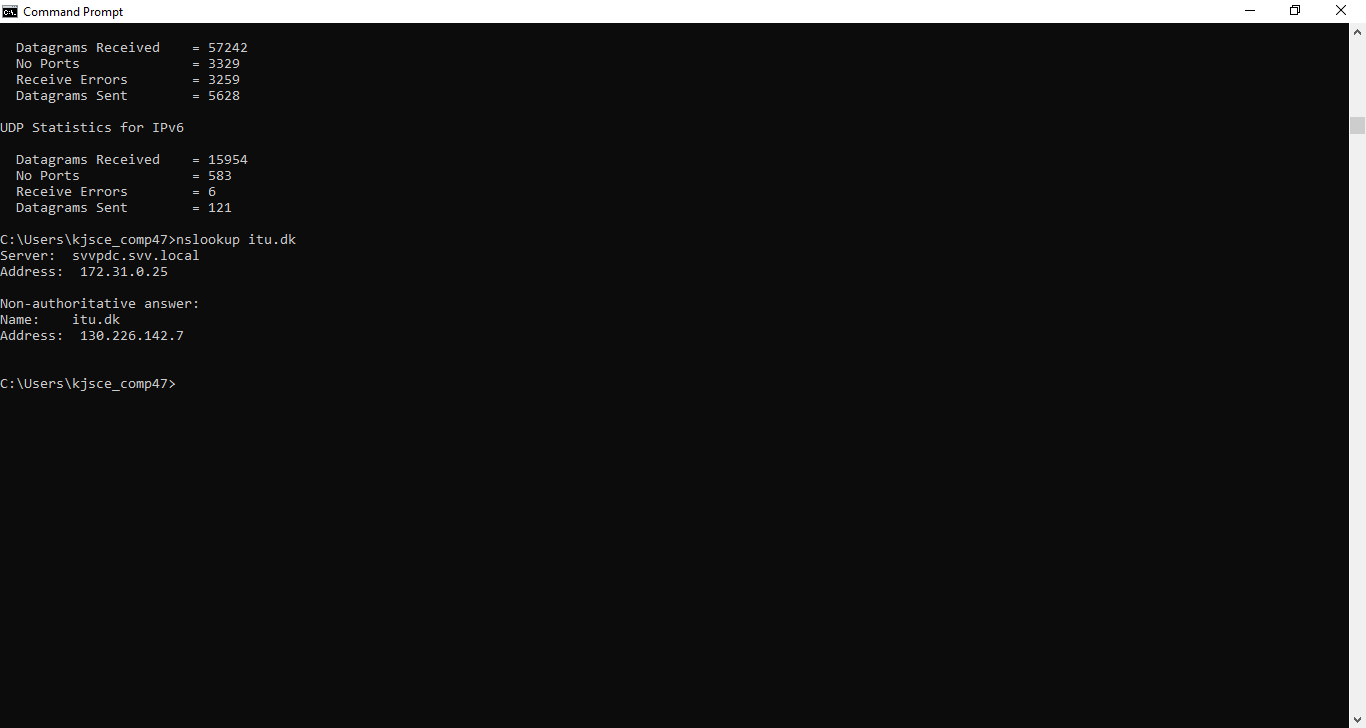 Command Prompt
Datagrams Received    = 57242
No Ports              = 3329
Receive Errors        = 3259
Datagrams Sent        = 5628
UDP Statistics for IPv6
Datagrams Received    = 15954
No Ports              = 583
Receive Errors        = 6
Datagrams Sent        = 121
C:\Users\kjsce_comp47>nslookup itu.dk
Server:  svvpdc.svv.local
Address:  172.31.0.25
Non-authoritative answer:
Name:    itu.dk
Address:  130.226.142.7
C:\Users\kjsce_comp47>